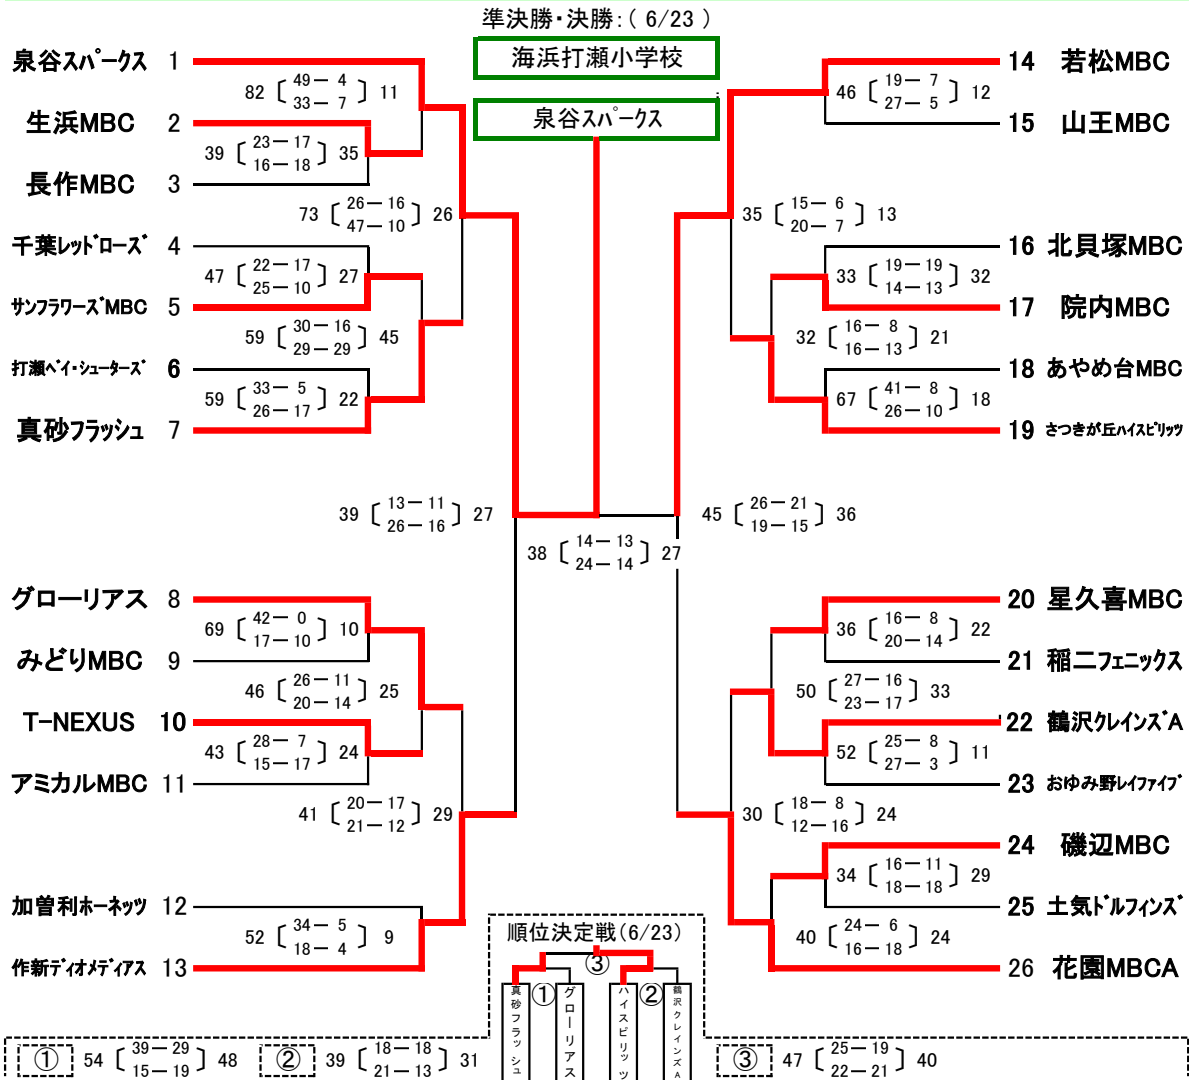 準決勝・決勝:( 6/23 )
海浜打瀬小学校
泉谷スパークス
泉谷スパークス 1
82 49－ 4 11
33－ 7
生浜MBC 2
39 23－17 35
16－18
長作MBC 3
73 26－16 26
47－10
千葉レッドローズ 4
47 22－17 27
25－10
サンフラワーズMBC 5
59 30－16 45
29－29
打瀬ベイ・シューターズ 6
59 33－ 5 22
26－17
真砂フラッシュ 7
39 13－11 27
26－16
38 14－13 27
24－14
グローリアス 8
69 42－ 0 10
17－10
みどりMBC 9
46 26－11 25
20－14
T-NEXUS 10
43 28－ 7 24
15－17
アミカルMBC 11
41 20－17 29
21－12
加曽利ホーネッツ 12
52 34－ 5 9
18－ 4
作新ディオメディアス 13
14 若松MBC
46 19－ 7 12
27－ 5
15 山王MBC
35 15－ 6 13
20－ 7
16 北貝塚MBC
33 19－19 32
14－13
17 院内MBC
32 16－ 8 21
16－13
18 あやめ台MBC
67 41－ 8 18
26－10
19 さつきが丘ハイスピリッツ
45 26－21 36
19－15
20 星久喜MBC
36 16－ 8 22
20－14
21 稲二フェニックス
50 27－16 33
23－17
22 鶴沢クレインズA
52 25－ 8 11
27－ 3
23 おゆみ野レイファイブ
30 18－ 8 24
12－16
24 磯辺MBC
34 16－11 29
18－18
25 土気ドルフィンズ
40 24－ 6 24
16－18
26 花園MBCA
順位決定戦(6/23)
③
① ②
真砂フラッシュ
グローリアス
ハイスピリッツ
鶴沢クレインズA
① 54 39－29 48
15－19
② 39 18－18 31
21－13
③ 47 25－19 40
22－21